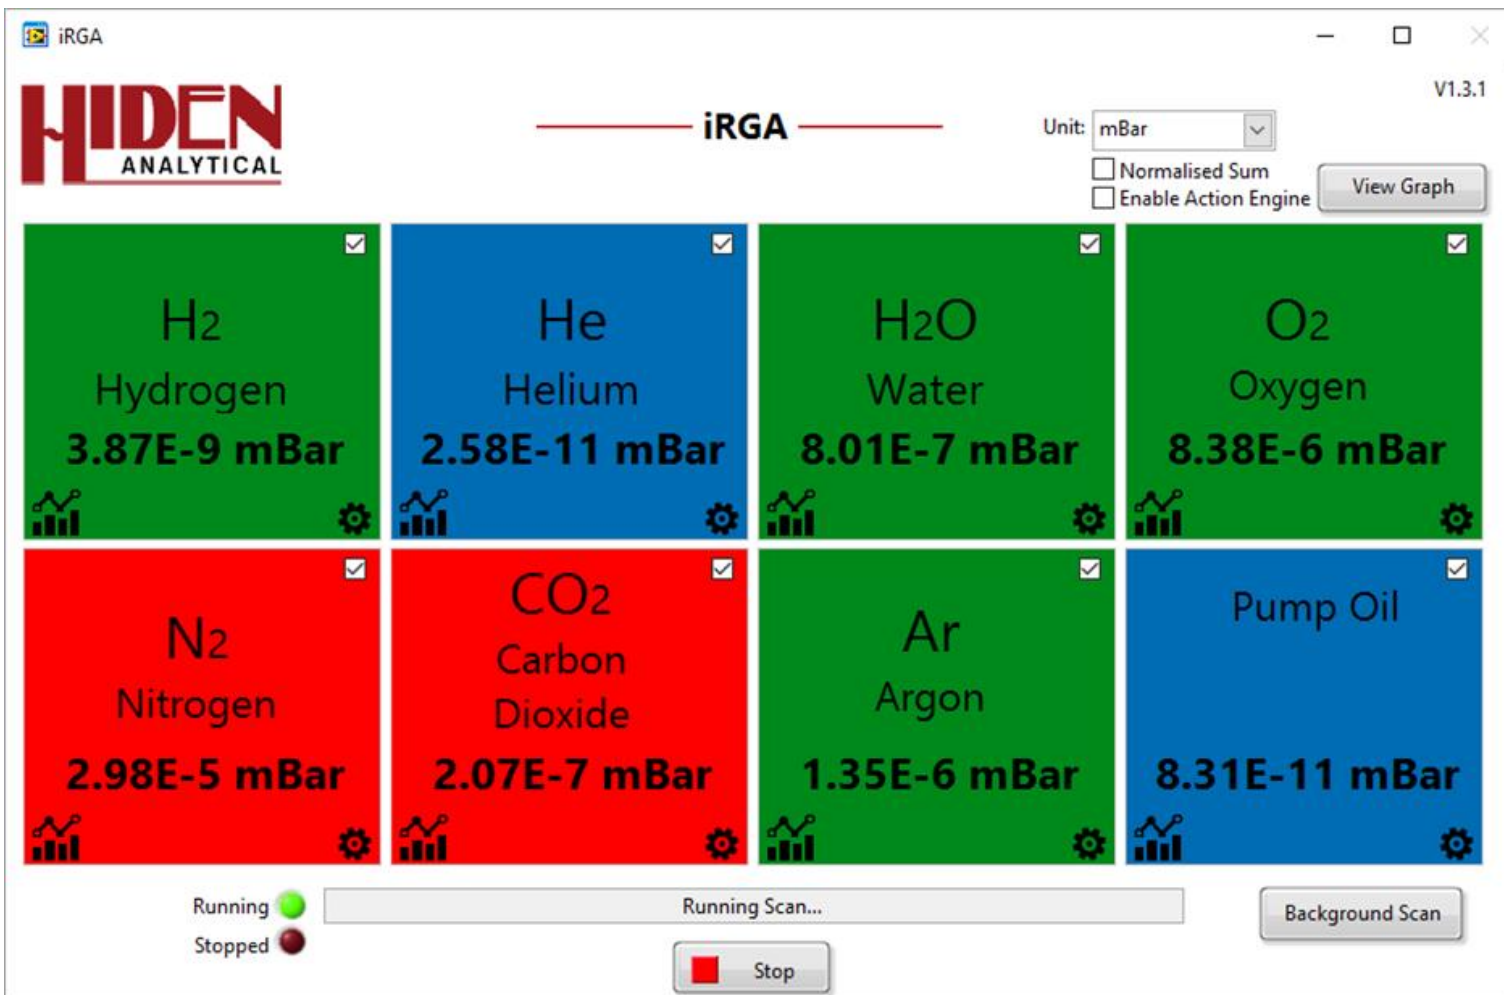 iRGA
HIDEN
ANALYTICAL
iRGA
V1.3.1
Unit: mBar
Normalised Sum
Enable Action Engine
View Graph
H2
Hydrogen
3.87E-9 mBar
He
Helium
2.58E-11 mBar
H2O
Water
8.01E-7 mBar
O2
Oxygen
8.38E-6 mBar
N2
Nitrogen
2.98E-5 mBar
CO2
Carbon
Dioxide
2.07E-7 mBar
Ar
Argon
1.35E-6 mBar
Pump Oil
8.31E-11 mBar
Running
Running Scan...
Background Scan
Stopped
Stop